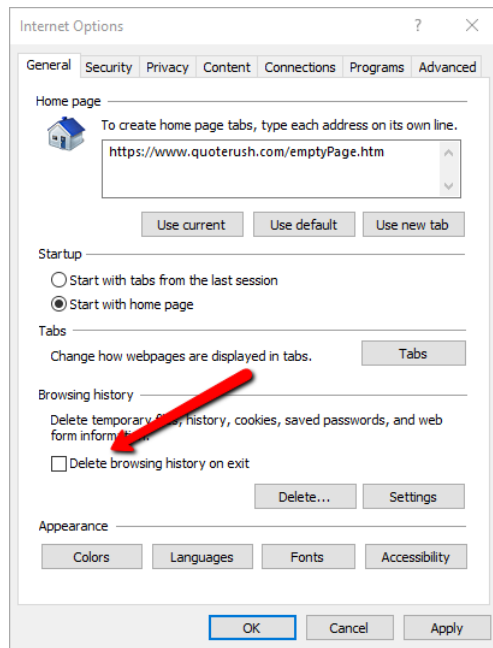 Internet Options ? ×
General Security Privacy Content Connections Programs Advanced
Home page
To create home page tabs, type each address on its own line.
https://www.quoterush.com/emptyPage.htm
Use current Use default Use new tab
Startup
Start with tabs from the last session
Start with home page
Tabs
Change how webpages are displayed in tabs. Tabs
Browsing history
Delete temporary files, history, cookies, saved passwords, and web
form information.
Delete browsing history on exit
Delete... Settings
Appearance
Colors Languages Fonts Accessibility
OK Cancel Apply